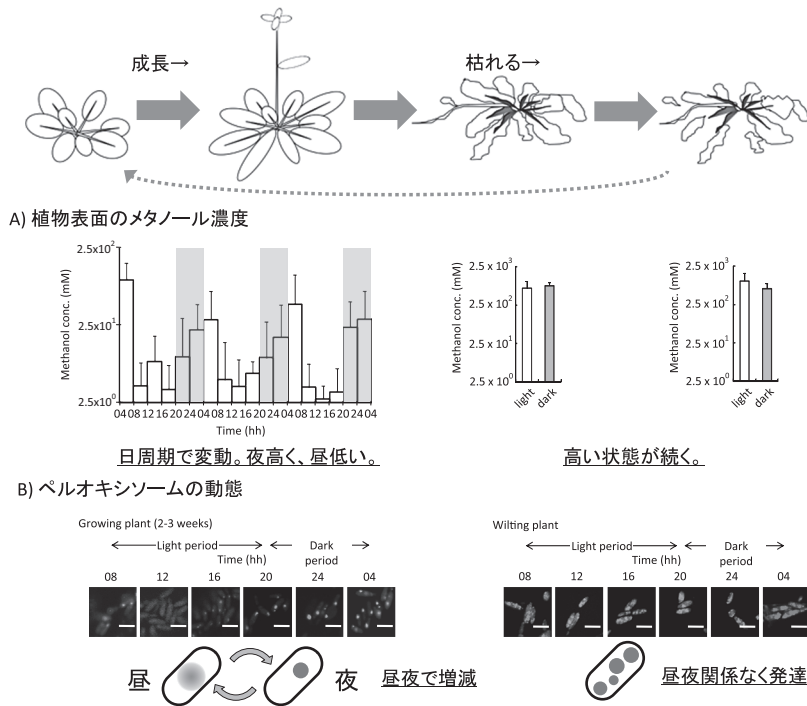 成長→
枯れる→
A) 植物表面のメタノール濃度
Methanol conc. (mM)
2.5x10²
2.5x10¹
2.5x10⁰
04 08 12 16 20 24 04 08 12 16 20 24 04 08 12 16 20 24 04
Time (hh)
日周期で変動。夜高く、昼低い。
Methanol conc. (mM)
2.5 x 10³
2.5 x 10²
2.5 x 10¹
2.5 x 10⁰
light
dark
Methanol conc. (mM)
2.5 x 10³
2.5 x 10²
2.5 x 10¹
2.5 x 10⁰
light
dark
高い状態が続く。
B) ペルオキシソームの動態
Growing plant (2-3 weeks)
Light period
Dark
period
Time (hh)
08 12 16 20 24 04
昼
夜
昼夜で増減
Wilting plant
Light period
Dark
period
Time (hh)
08 12 16 20 24 04
昼夜関係なく発達